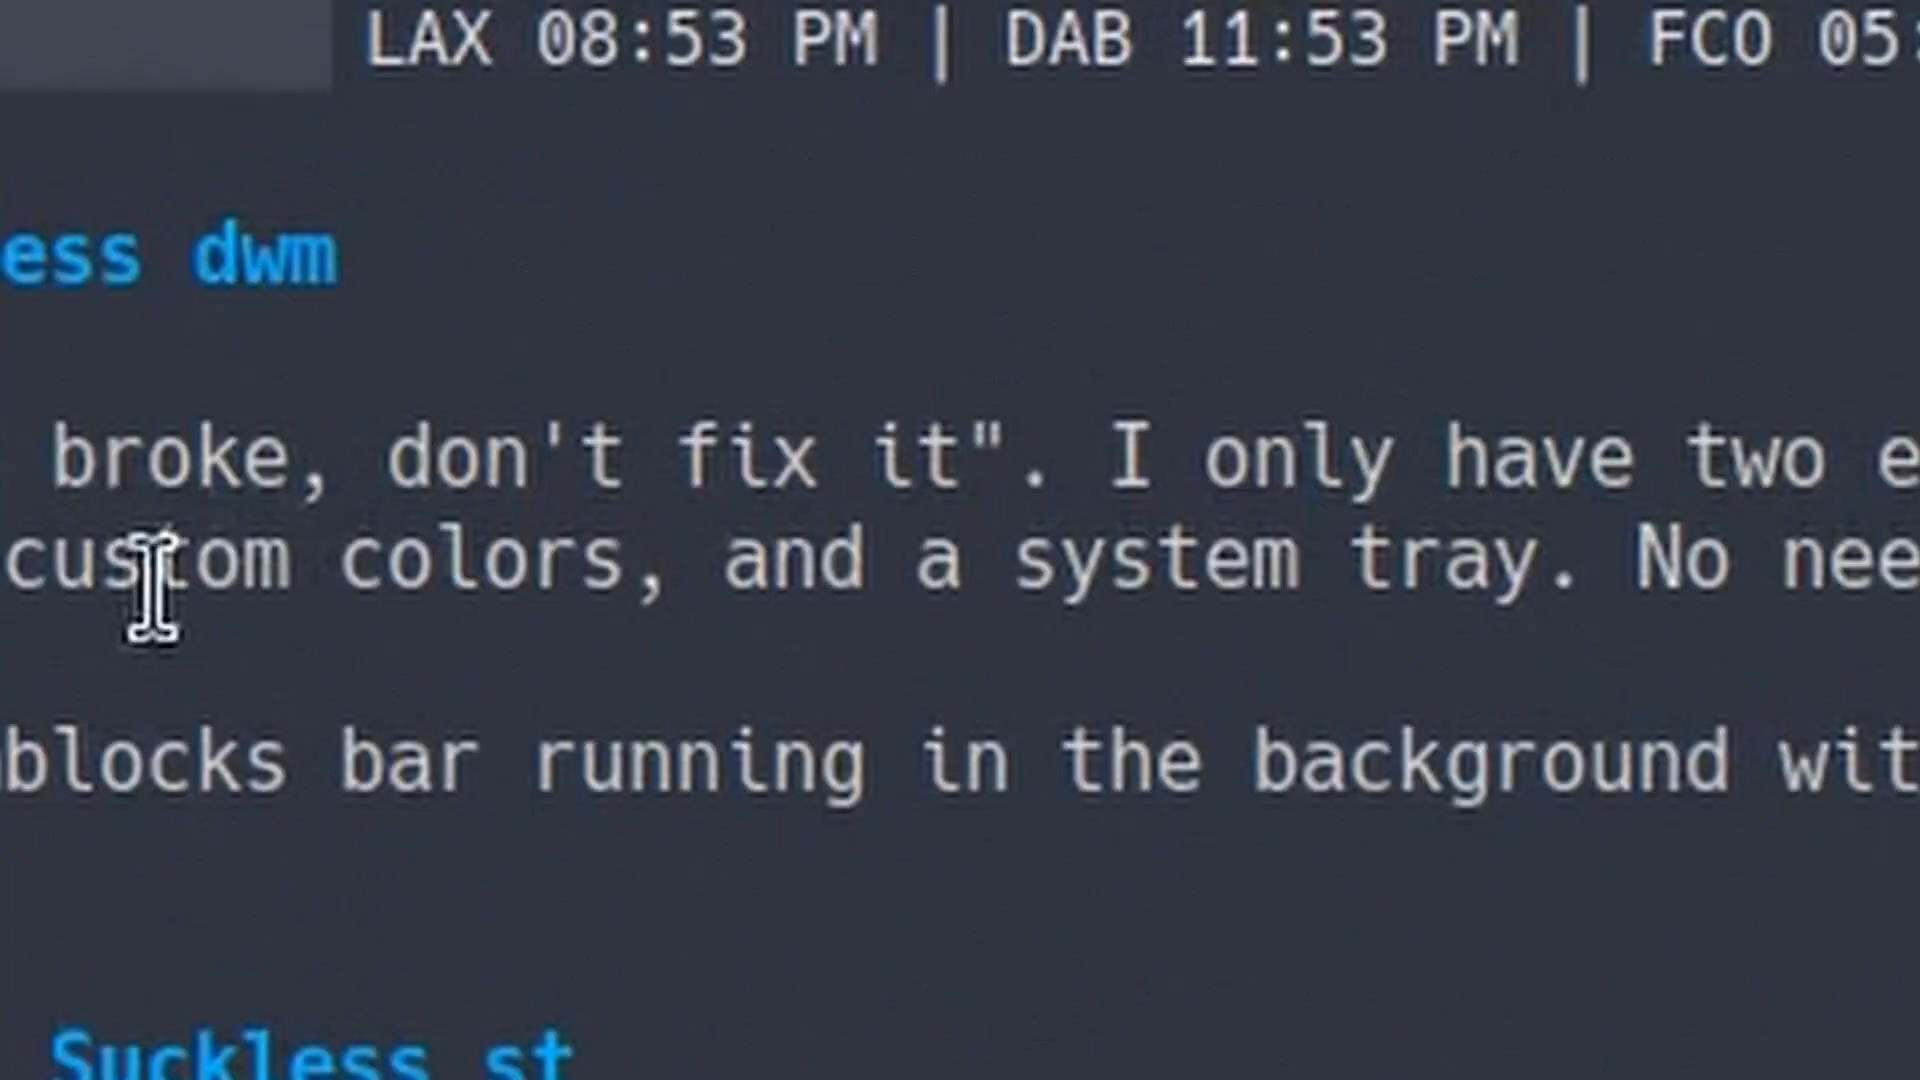 LAX 08:53 PM | DAB 11:53 PM | FCO 05:
ess dwm
broke, don't fix it". I only have two e
custom colors, and a system tray. No nee
blocks bar running in the background wit
Suckless st